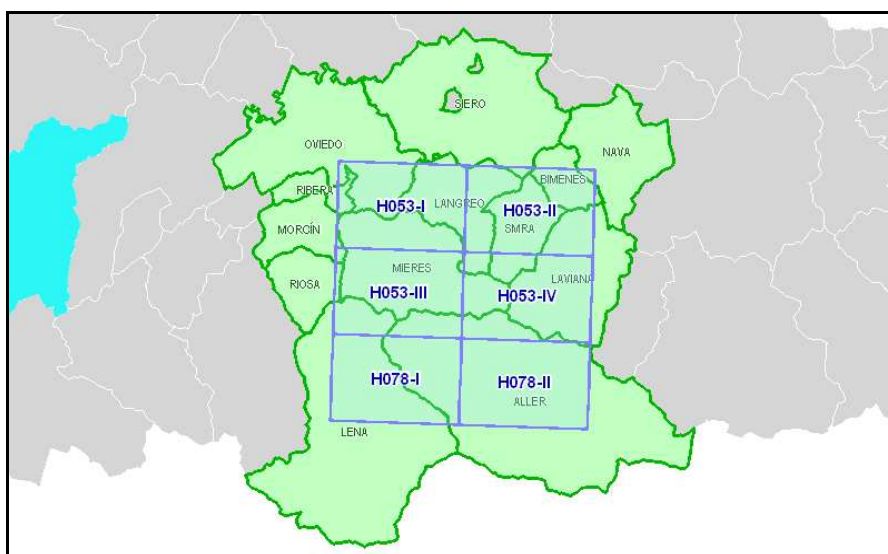 SIERO
OVIEDO
NAVA
BIMENES
RIBERA
LANGREO
H053-I
H053-II
MORCÍN
SMRA
MIERES
LAVIANA
RIOSA
H053-III
H053-IV
H078-I
H078-II
ALLER
LENA